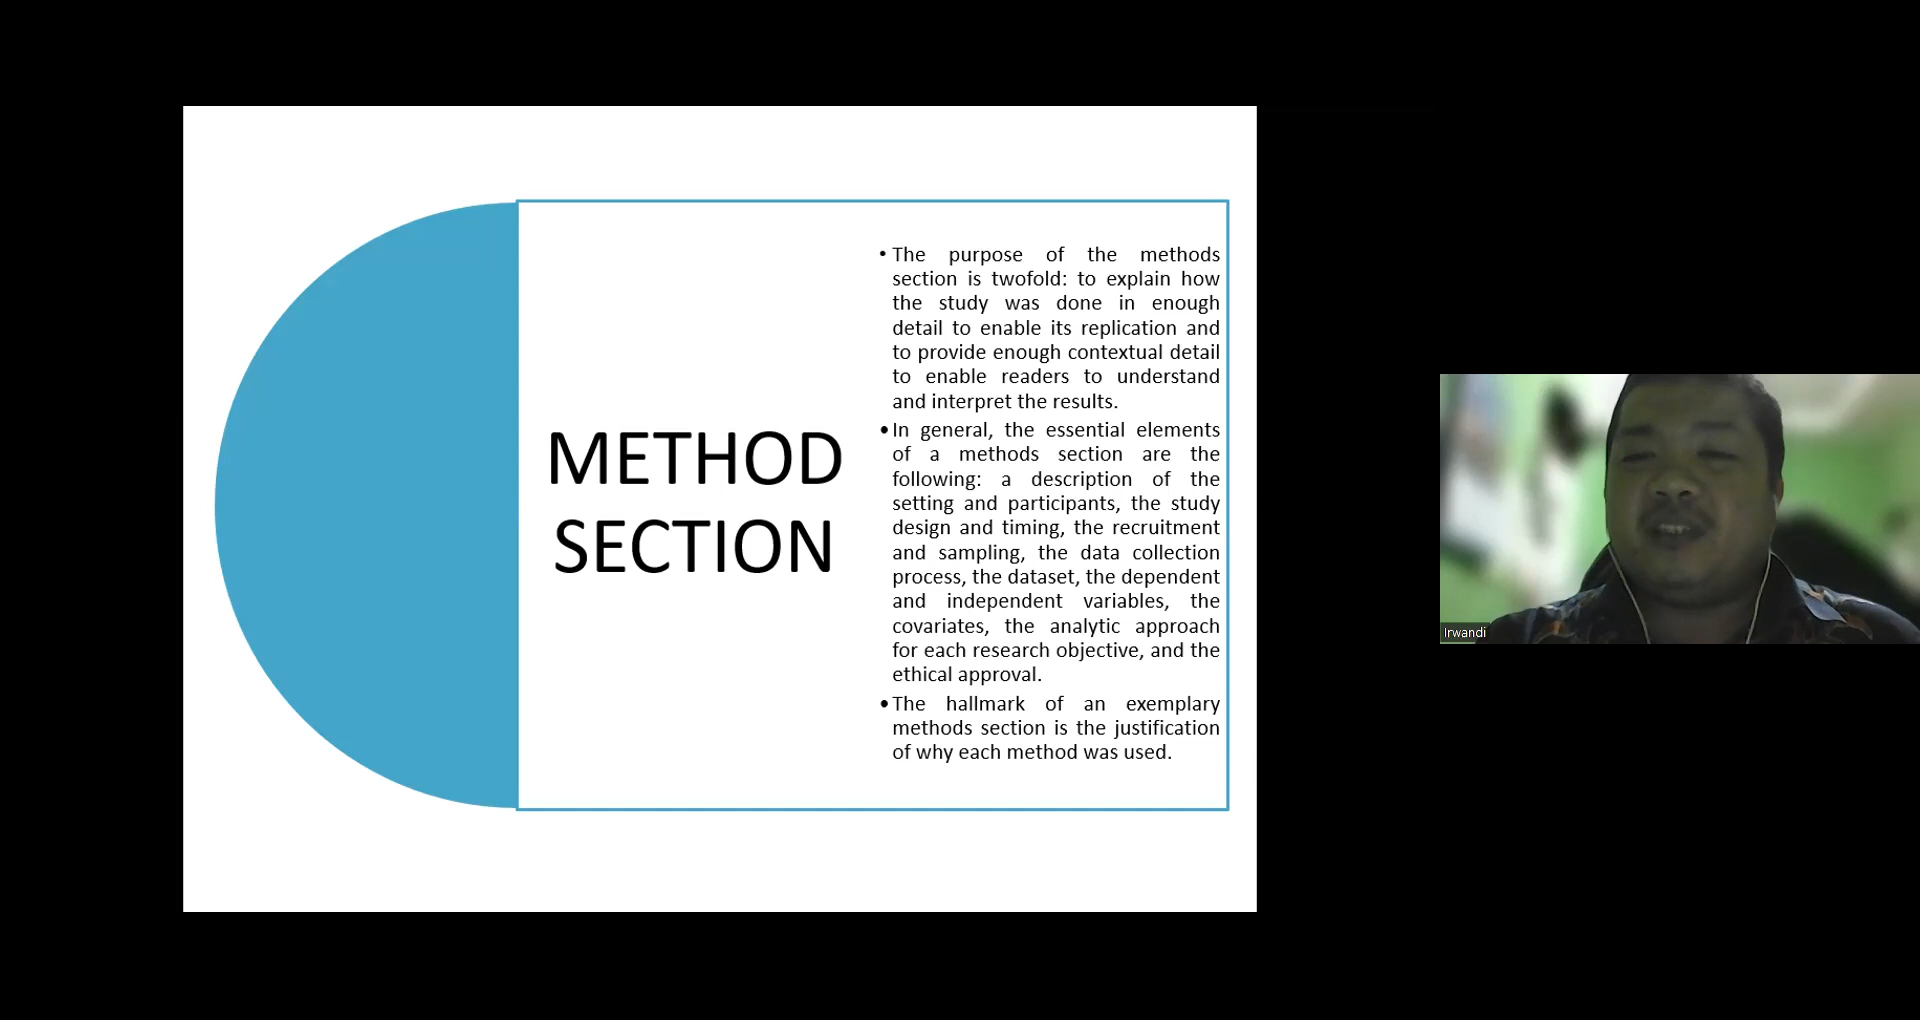 METHOD
SECTION
• The purpose of the methods
section is twofold: to explain how
the study was done in enough
detail to enable its replication and
to provide enough contextual detail
to enable readers to understand
and interpret the results.
• In general, the essential elements
of a methods section are the
following: a description of the
setting and participants, the study
design and timing, the recruitment
and sampling, the data collection
process, the dataset, the dependent
and independent variables, the
covariates, the analytic approach
for each research objective, and the
ethical approval.
• The hallmark of an exemplary
methods section is the justification
of why each method was used.
Irwandi